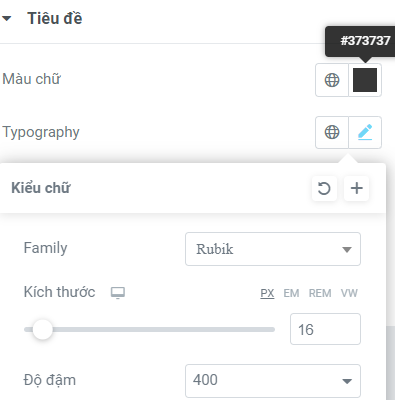 Tiêu đề
#373737
Màu chữ
Typography
Kiểu chữ
Family
Rubik
Kích thước
PX EM REM VW
16
Độ đậm
400